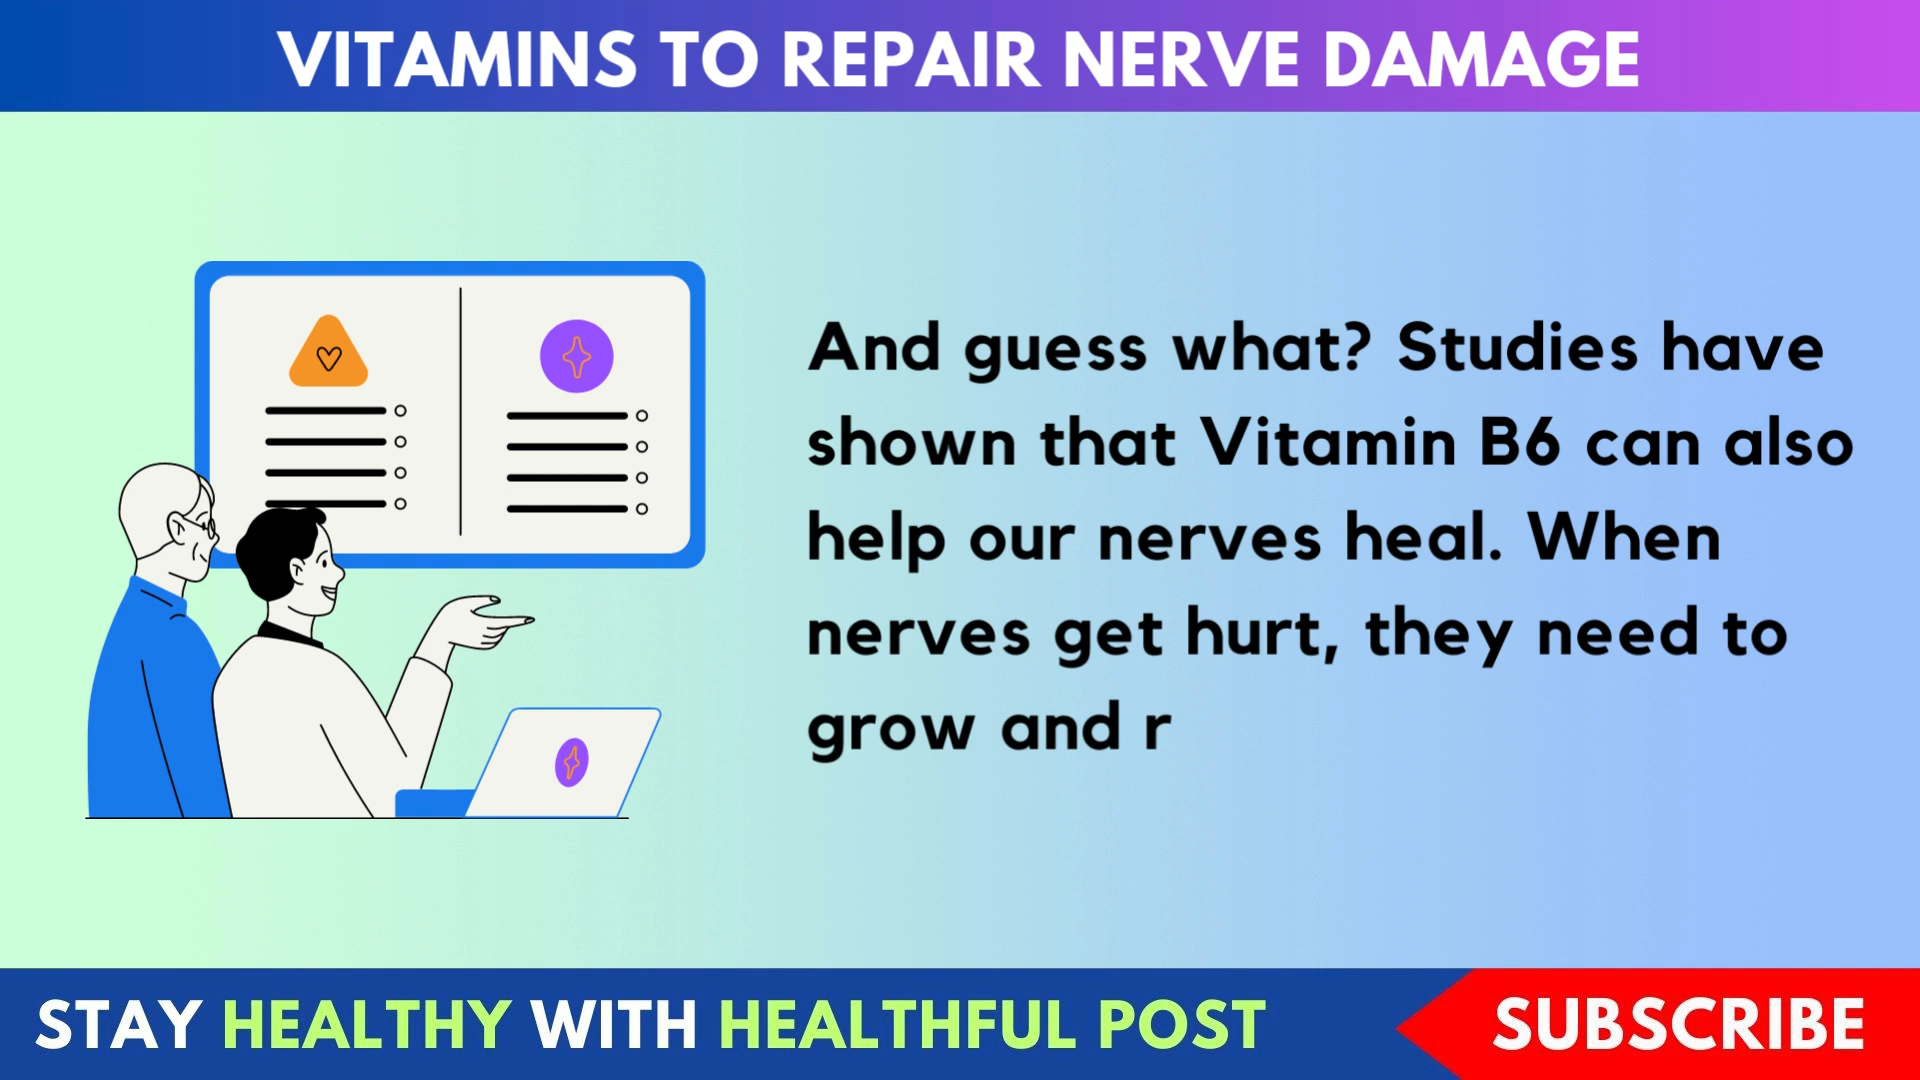 VITAMINS TO REPAIR NERVE DAMAGE
And guess what? Studies have
shown that Vitamin B6 can also
help our nerves heal. When
nerves get hurt, they need to
grow and r
STAY HEALTHY WITH HEALTHFUL POST
SUBSCRIBE